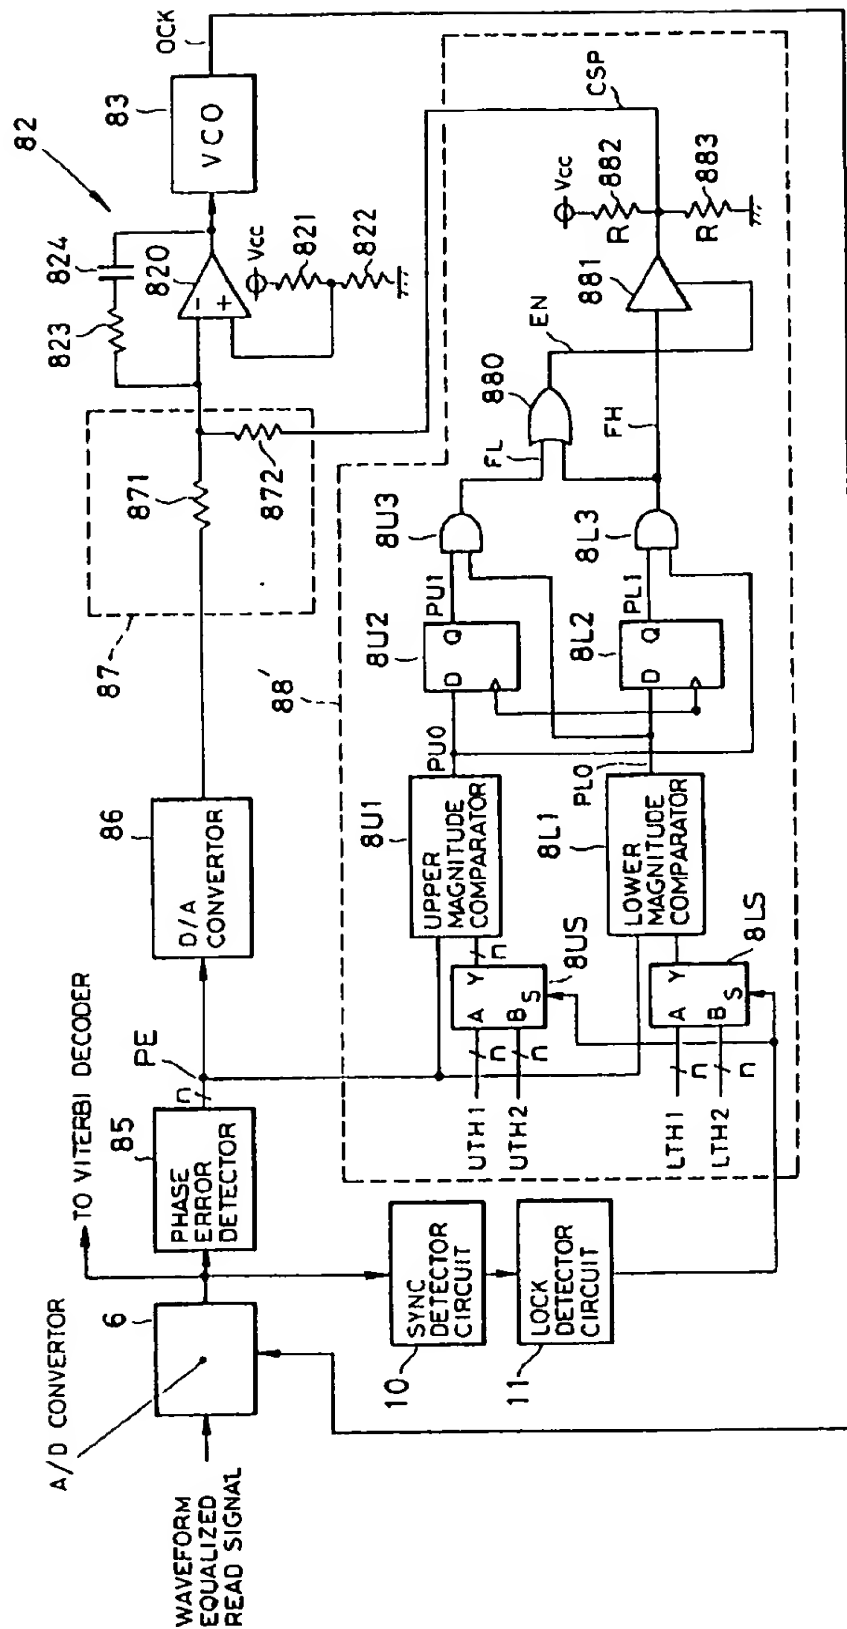 WAVEFORM
EQUALIZED
READ SIGNAL
A/D CONVERTOR
6
TO VITERBI DECODER
85
PHASE
ERROR
DETECTOR
PE
n
86
D/A
CONVERTOR
87
871
872
82
823
824
820
-
+
Vcc
821
822
83
VCO
OCK
10
SYNC
DETECTOR
CIRCUIT
11
LOCK
DETECTOR
CIRCUIT
88
UTH1
UTH2
n
n
A
B
Y
S
n
8US
8U1
UPPER
MAGNITUDE
COMPARATOR
PU0
8U2
D
Q
PU1
8U3
FL
880
EN
LTH1
LTH2
n
n
A
B
Y
S
8LS
8L1
LOWER
MAGNITUDE
COMPARATOR
PL0
8L2
D
Q
PL1
8L3
FH
881
Vcc
R
882
R
883
CSP